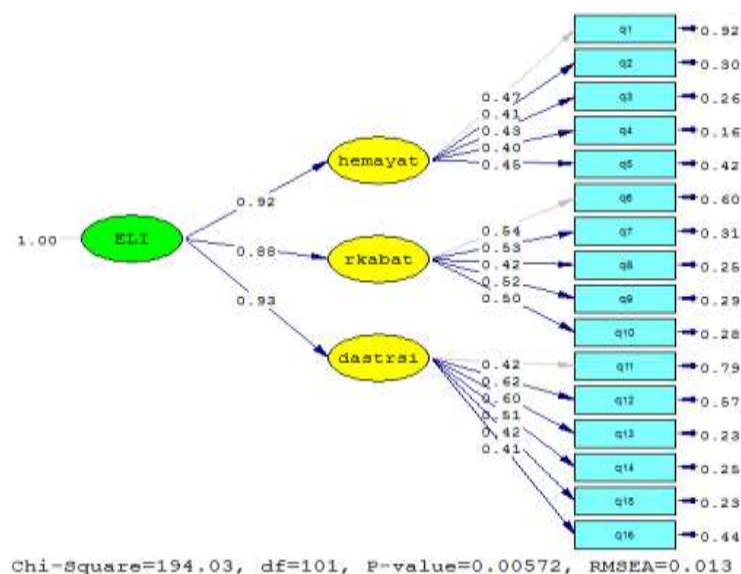 q1 0.92
q2 0.30
q3 0.26
q4 0.16
q5 0.42
q6 0.60
q7 0.31
q8 0.25
q9 0.29
q10 0.28
q11 0.79
q12 0.57
q13 0.23
q14 0.25
q15 0.23
q16 0.44
0.47
0.41
0.43
0.40
0.45
hemayat
0.92
1.00 ELI
0.88
0.93
0.54
0.53
0.42
0.52
0.50
rkabat
dastrsi
0.42
0.62
0.60
0.51
0.42
0.41
Chi-Square=194.03, df=101, P-value=0.00572, RMSEA=0.013